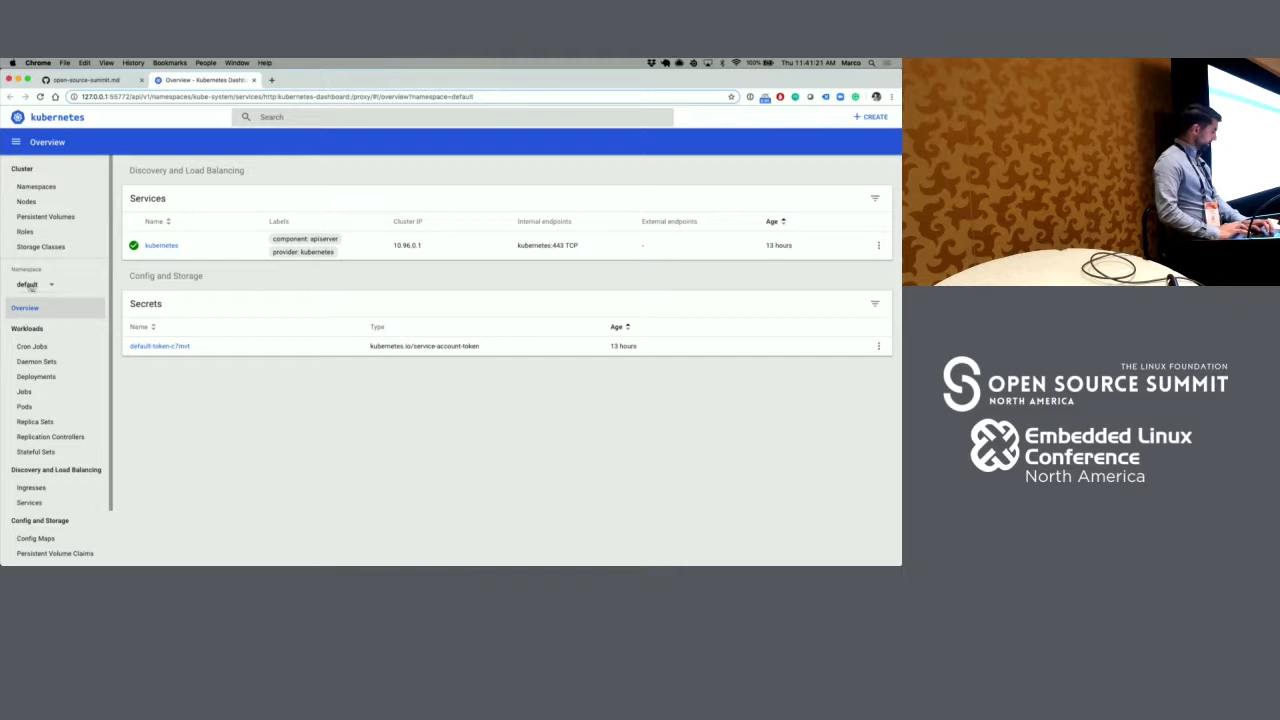 Chrome File Edit View History Bookmarks People Window Help 100% Thu 11:41:21 AM Marco
open-source-summit.md
Overview - Kubernetes Dashb
127.0.0.1:55772/api/v1/namespaces/kube-system/services/http:kubernetes-dashboard:/proxy/#!/overview?namespace=default
kubernetes
Search
+ CREATE
Overview
Cluster
Namespaces
Nodes
Persistent Volumes
Roles
Storage Classes
Namespace
default
Overview
Workloads
Cron Jobs
Daemon Sets
Deployments
Jobs
Pods
Replica Sets
Replication Controllers
Stateful Sets
Discovery and Load Balancing
Ingresses
Services
Config and Storage
Config Maps
Persistent Volume Claims
Discovery and Load Balancing
Services
Name Labels Cluster IP Internal endpoints External endpoints Age
kubernetes component: apiserver 10.96.0.1 kubernetes:443 TCP - 13 hours
provider: kubernetes
Config and Storage
Secrets
Name Type Age
default-token-c7mvt kubernetes.io/service-account-token 13 hours
THE LINUX FOUNDATION
OPEN SOURCE SUMMIT
NORTH AMERICA
Embedded Linux
Conference
North America